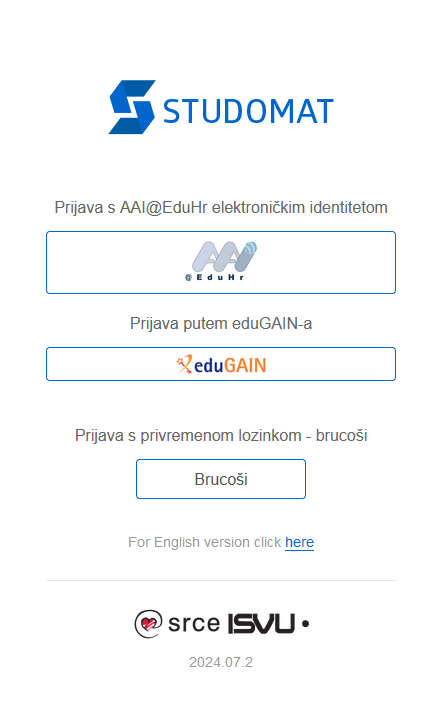 STUDOMAT
Prijava s AAI@EduHr elektroničkim identitetom
AAI
@EduHr
Prijava putem eduGAIN-a
eduGAIN
Prijava s privremenom lozinkom - brucoši
Brucoši
For English version click here
srce ISVU
2024.07.2